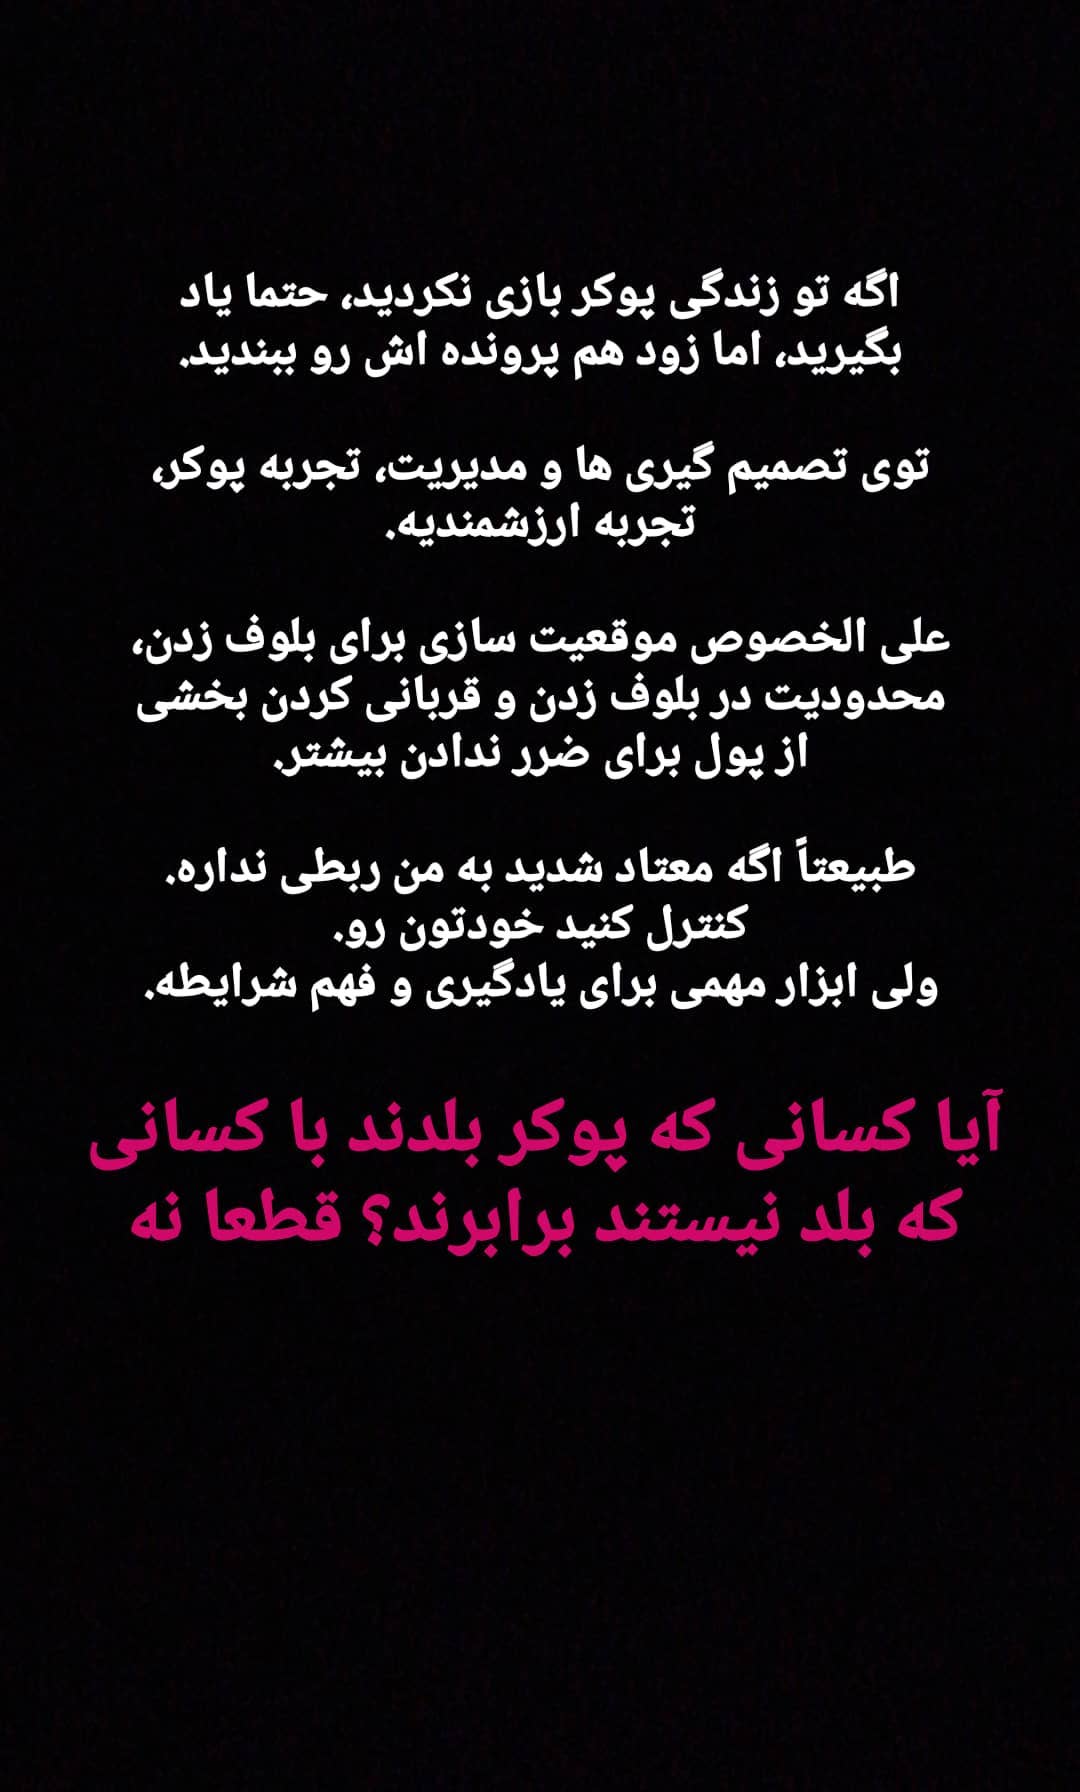 اگه تو زندگی پوکر بازی نکردید، حتما یاد
بگیرید، اما زود هم پرونده اش رو ببندید.
توی تصمیم گیری ها و مدیریت، تجربه پوکر،
تجربه ارزشمندیه.
علی الخصوص موقعیت سازی برای بلوف زدن،
محدودیت در بلوف زدن و قربانی کردن بخشی
از پول برای ضرر ندادن بیشتر.
طبیعتاً اگه معتاد شدید به من ربطی نداره.
کنترل کنید خودتون رو.
ولی ابزار مهمی برای یادگیری و فهم شرایطه.
آیا کسانی که پوکر بلدند با کسانی
که بلد نیستند برابرند؟ قطعا نه